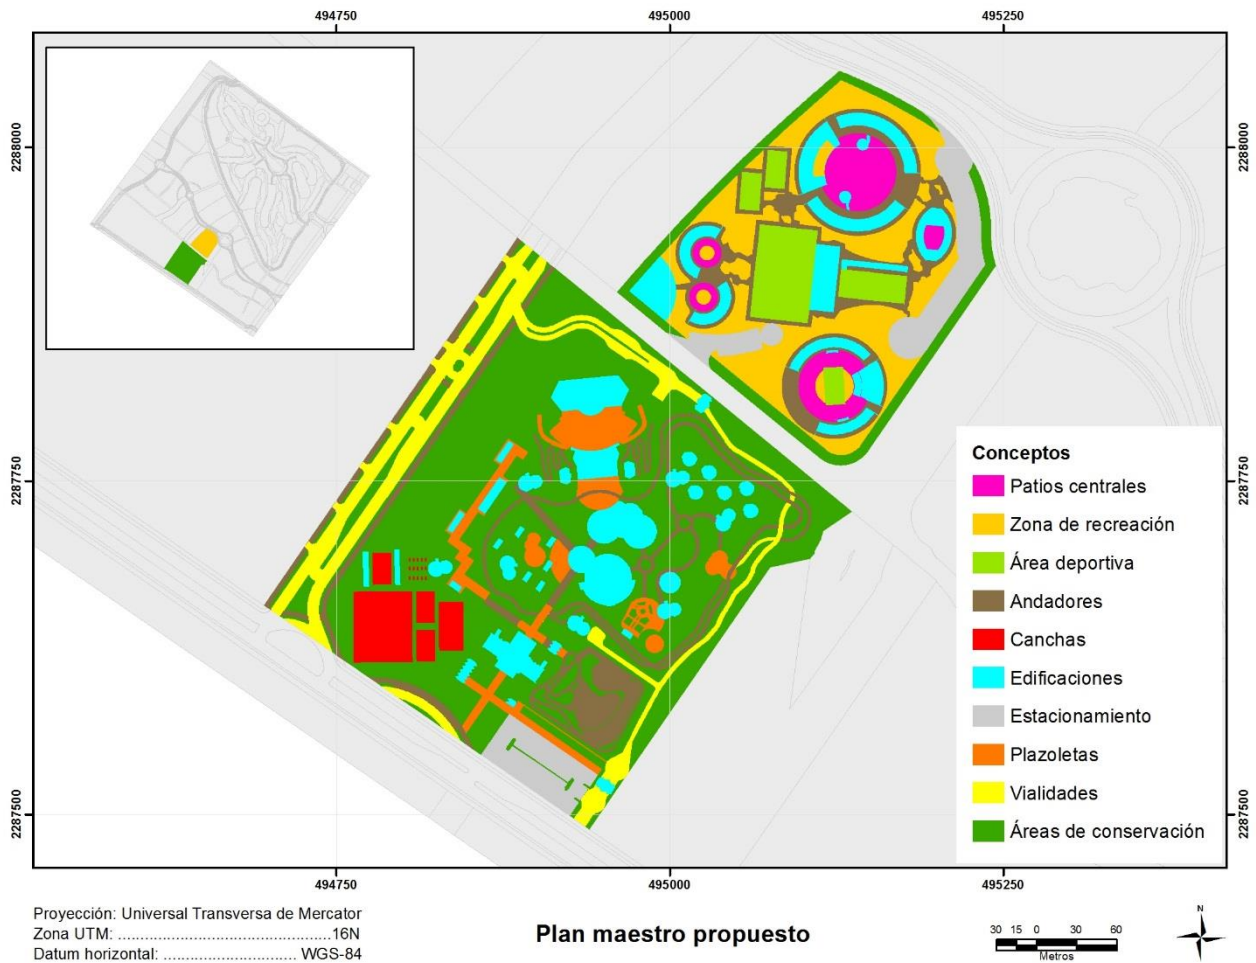 494750 495000 495250
2288000 2288000
2287750 2287750
2287500 2287500
Conceptos
Patios centrales
Zona de recreación
Área deportiva
Andadores
Canchas
Edificaciones
Estacionamiento
Plazoletas
Vialidades
Áreas de conservación
494750 495000 495250
Proyección: Universal Transversa de Mercator
Zona UTM: ............................................16N
Datum horizontal: ............................ WGS-84
Plan maestro propuesto
30 15 0 30 60
Metros
N